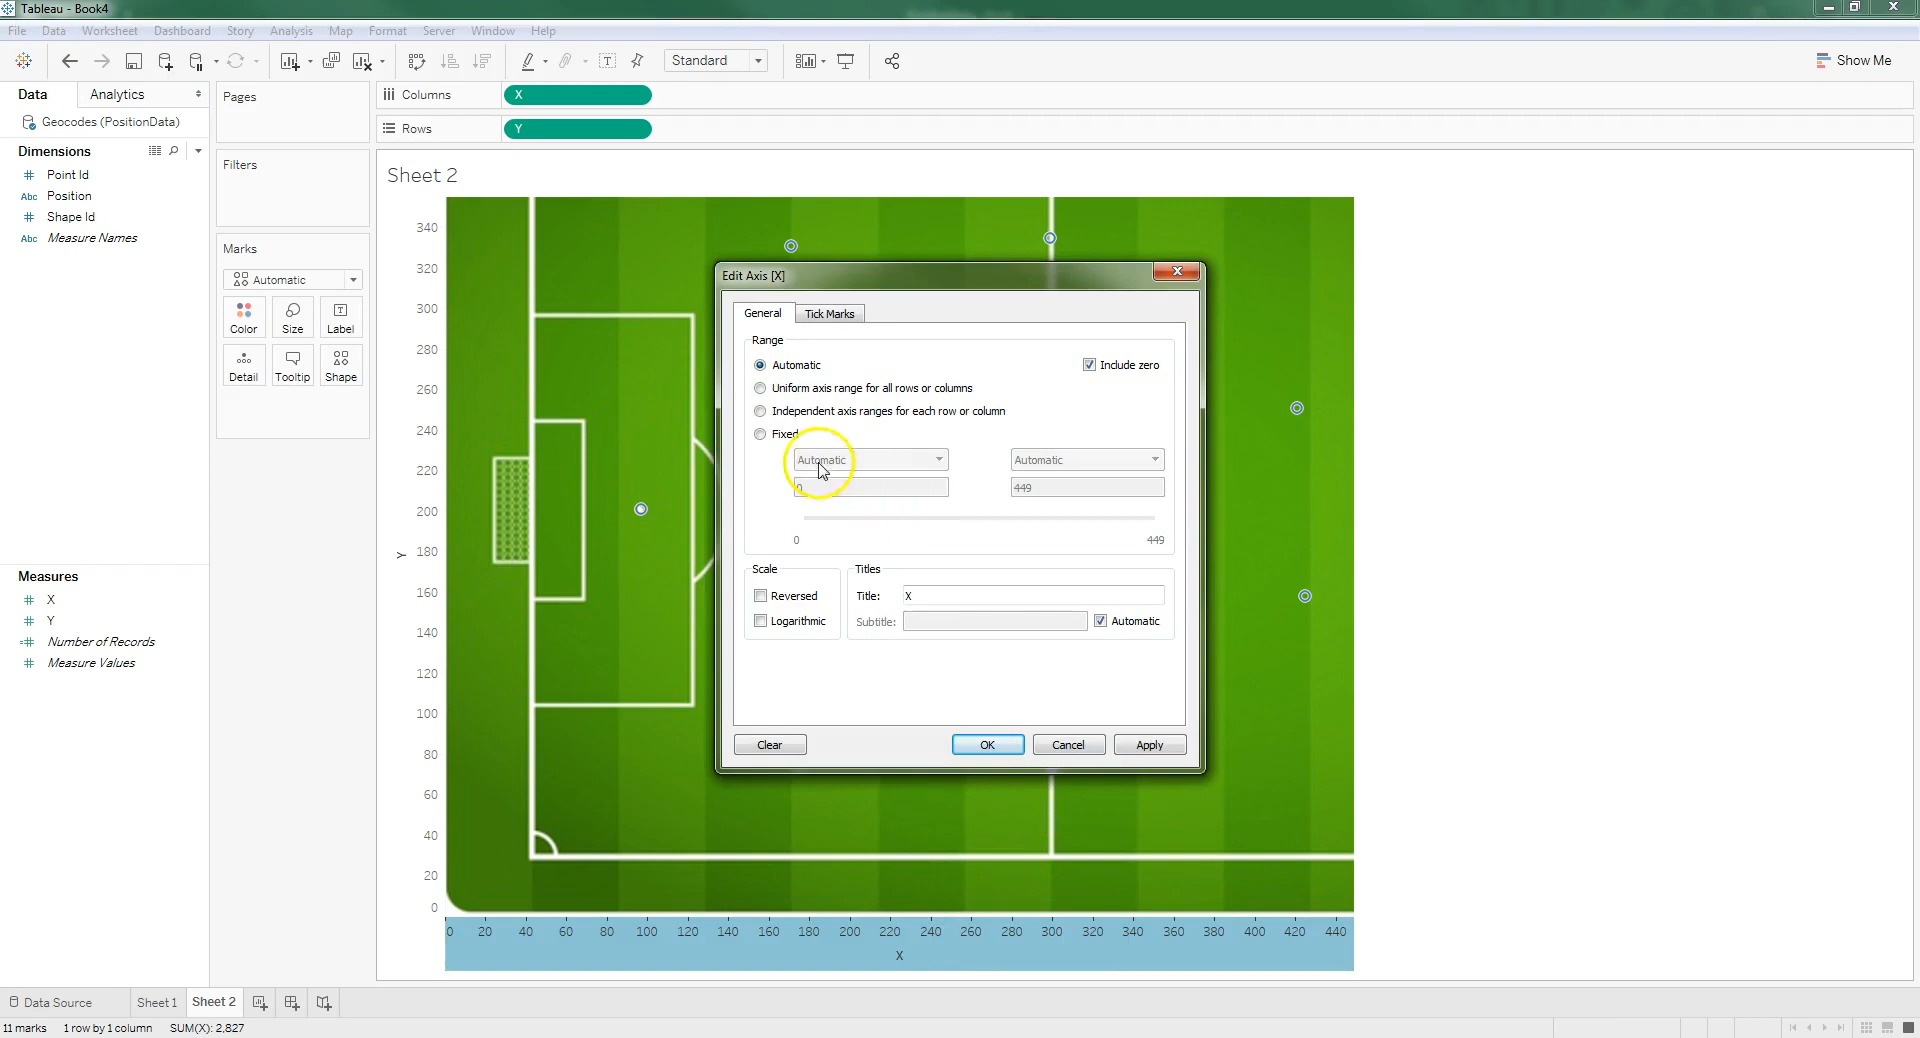 Tableau - Book4
File Data Worksheet Dashboard Story Analysis Map Format Server Window Help
Standard
Show Me
Data Analytics
Geocodes (PositionData)
Dimensions
Point Id
Abc Position
Shape Id
Abc Measure Names
Measures
X
Y
Number of Records
Measure Values
Pages
Filters
Marks
Automatic
Color Size Label
Detail Tooltip Shape
Columns X
Rows Y
Sheet 2
340
320
300
280
260
240
220
200
180
160
140
120
100
80
60
40
20
0
Y
0 20 40 60 80 100 120 140 160 180 200 220 240 260 280 300 320 340 360 380 400 420 440
X
Edit Axis [X]
General Tick Marks
Range
Automatic Include zero
Uniform axis range for all rows or columns
Independent axis ranges for each row or column
Fixed
Automatic Automatic
0 449
0 449
Scale Titles
Reversed Title: X
Logarithmic Subtitle: Automatic
Clear OK Cancel Apply
Data Source Sheet 1 Sheet 2
11 marks 1 row by 1 column SUM(X): 2,827